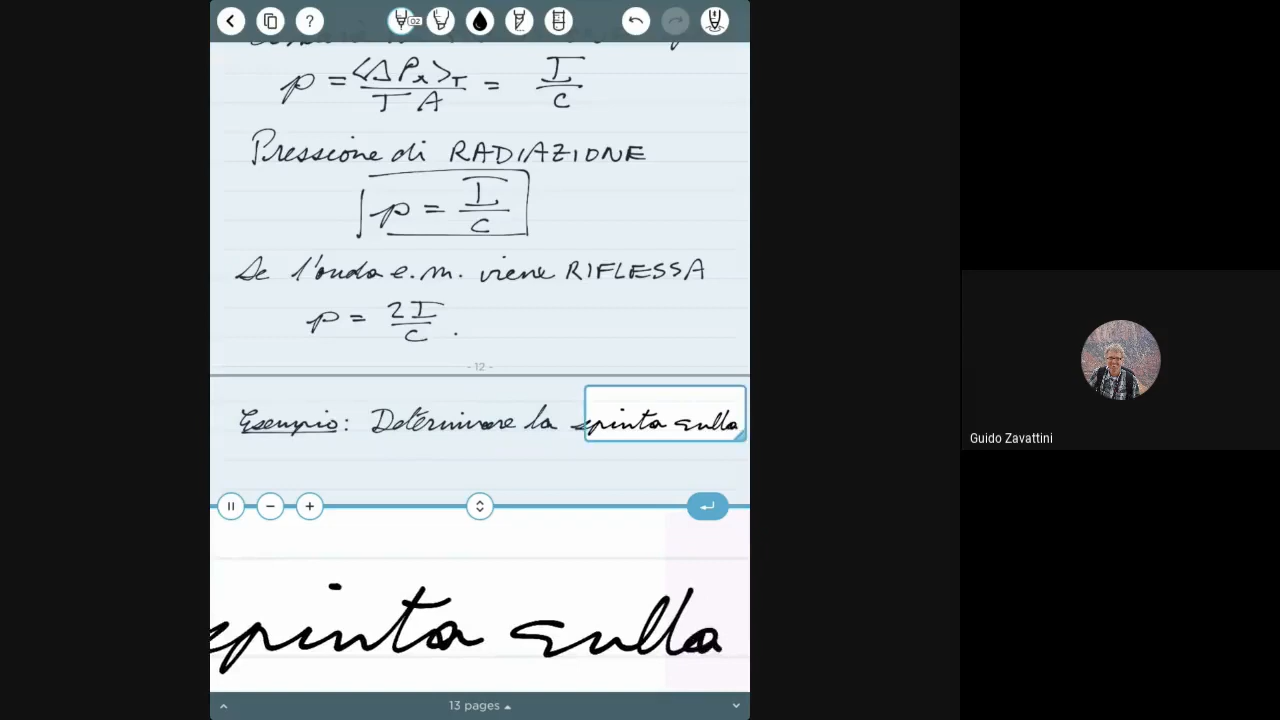 p = <ΔPx>T / T A = I / c
Pressione di RADIAZIONE
p = I / c
Se l'onda e.m. viene RIFLESSA
p = 2I / c .
- 12 -
Esempio: Determinare la spinta sulla
spinta sulla
13 pages
Guido Zavattini